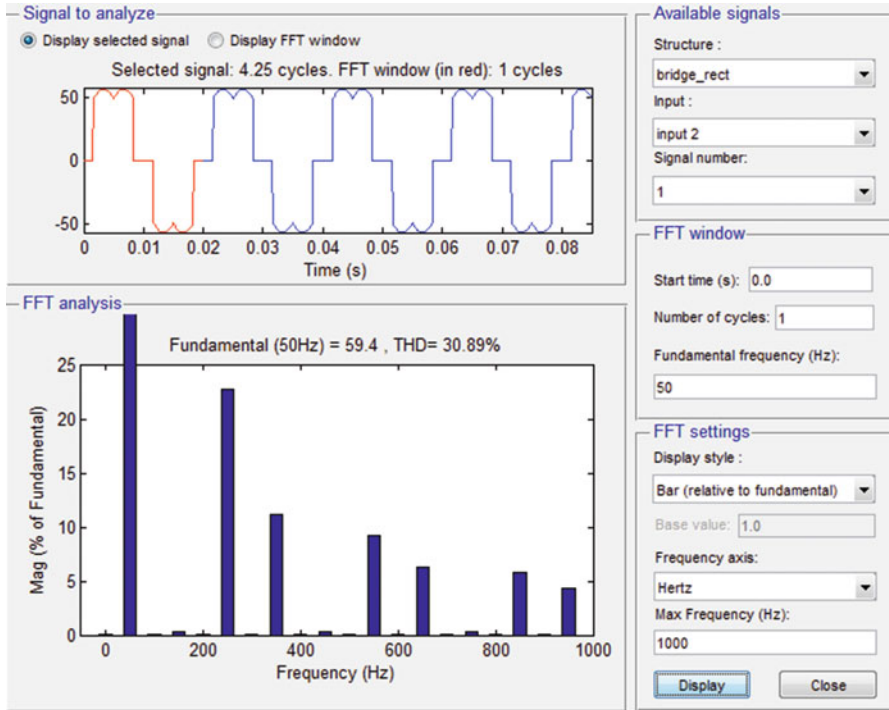 Signal to analyze
Display selected signal
Display FFT window
Selected signal: 4.25 cycles. FFT window (in red): 1 cycles
50
0
-50
0 0.01 0.02 0.03 0.04 0.05 0.06 0.07 0.08
Time (s)
FFT analysis
Fundamental (50Hz) = 59.4 , THD= 30.89%
25
20
15
10
5
0
Mag (% of Fundamental)
0 200 400 600 800 1000
Frequency (Hz)
Available signals
Structure :
bridge_rect
Input :
input 2
Signal number:
1
FFT window
Start time (s): 0.0
Number of cycles: 1
Fundamental frequency (Hz):
50
FFT settings
Display style :
Bar (relative to fundamental)
Base value: 1.0
Frequency axis:
Hertz
Max Frequency (Hz):
1000
Display
Close